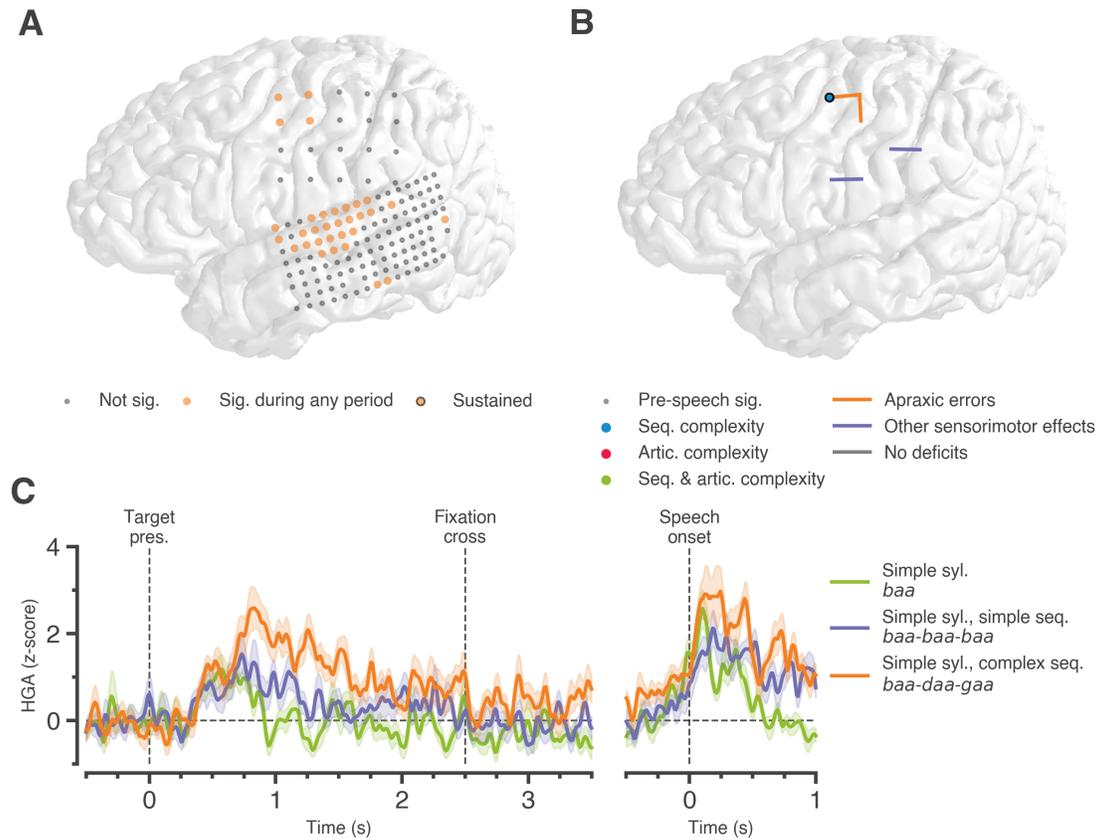 A
B
Not sig.
Sig. during any period
Sustained
Pre-speech sig.
Seq. complexity
Artic. complexity
Seq. & artic. complexity
Apraxic errors
Other sensorimotor effects
No deficits
C
Target
pres.
Fixation
cross
Speech
onset
HGA (z-score)
4
2
0
0
1
2
3
Time (s)
0
1
Time (s)
Simple syl.
baa
Simple syl., simple seq.
baa-baa-baa
Simple syl., complex seq.
baa-daa-gaa